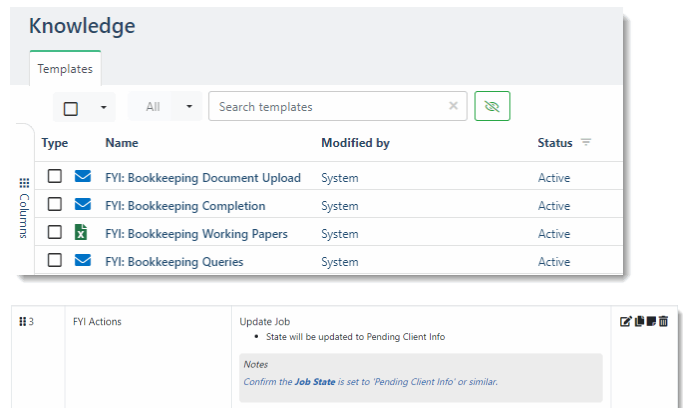 Knowledge
Templates
All
Search templates
Type Name Modified by Status
FYI: Bookkeeping Document Upload System Active
FYI: Bookkeeping Completion System Active
FYI: Bookkeeping Working Papers System Active
FYI: Bookkeeping Queries System Active
Columns
3 FYI Actions Update Job
• State will be updated to Pending Client Info
Notes
Confirm the Job State is set to 'Pending Client Info' or similar.